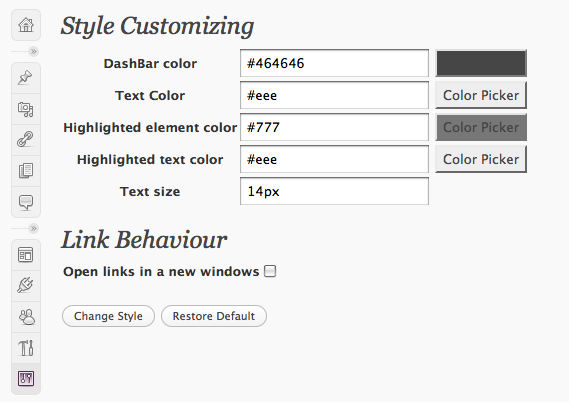 Style Customizing
DashBar color #464646
Text Color #eee Color Picker
Highlighted element color #777 Color Picker
Highlighted text color #eee Color Picker
Text size 14px
Link Behaviour
Open links in a new windows
Change Style Restore Default